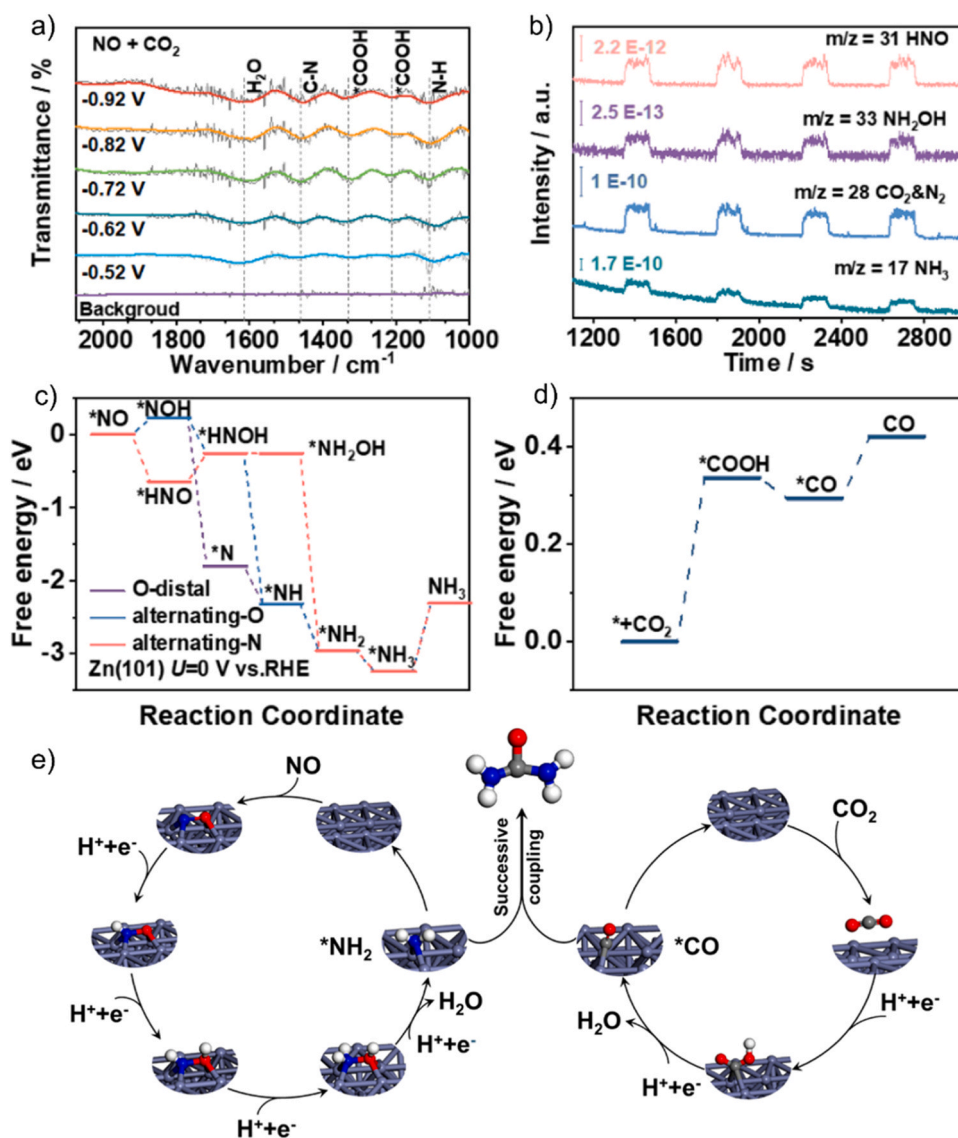 a)
NO + CO2
H2O
C-N
*COOH
*COOH
N-H
-0.92 V
-0.82 V
-0.72 V
-0.62 V
-0.52 V
Backgroud
Transmittance / %
2000 1800 1600 1400 1200 1000
Wavenumber / cm-1
b)
2.2 E-12
m/z = 31 HNO
2.5 E-13
m/z = 33 NH2OH
1 E-10
m/z = 28 CO2&N2
1.7 E-10
m/z = 17 NH3
Intensity / a.u.
1200 1600 2000 2400 2800
Time / s
c)
*NO
*NOH
*HNOH
*NH2OH
*HNO
*N
*NH
*NH2
*NH3
NH3
O-distal
alternating-O
alternating-N
Zn(101) U=0 V vs.RHE
0
-1
-2
-3
Free energy / eV
Reaction Coordinate
d)
CO
*COOH
*CO
*+CO2
0.4
0.2
0.0
Free energy / eV
Reaction Coordinate
e)
NO
H++e-
H++e-
H++e-
H++e-
H2O
*NH2
Successive
coupling
*CO
CO2
H++e-
H++e-
H2O